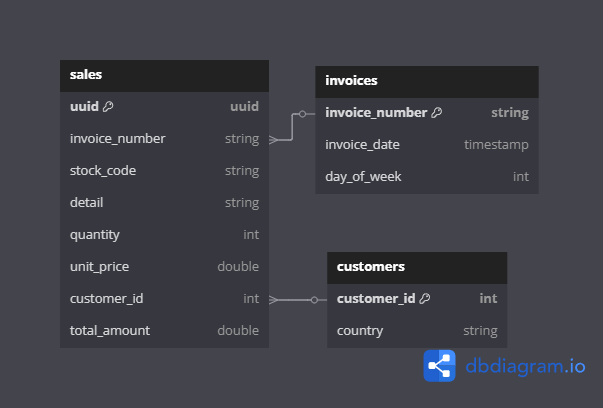 sales
uuid uuid
invoice_number string
stock_code string
detail string
quantity int
unit_price double
customer_id int
total_amount double
invoices
invoice_number string
invoice_date timestamp
day_of_week int
customers
customer_id int
country string
dbdiagram.io